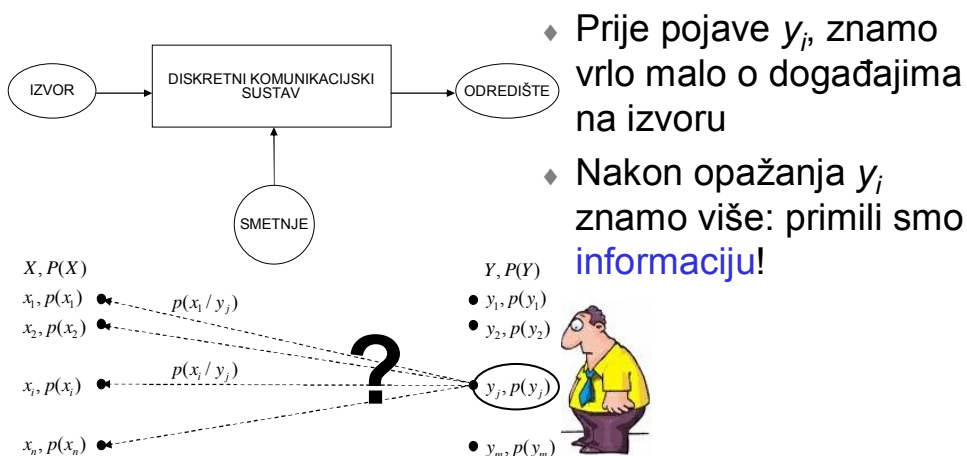 IZVOR
DISKRETNI KOMUNIKACIJSKI
SUSTAV
ODREDIŠTE
SMETNJE
♦ Prije pojave yᵢ, znamo
vrlo malo o događajima
na izvoru
♦ Nakon opažanja yᵢ
znamo više: primili smo
informaciju!
X, P(X)
x₁, p(x₁)
x₂, p(x₂)
xᵢ, p(xᵢ)
xₙ, p(xₙ)
p(x₁ / yⱼ)
p(xᵢ / yⱼ)
?
Y, P(Y)
y₁, p(y₁)
y₂, p(y₂)
yⱼ, p(yⱼ)
yₘ, p(yₘ)